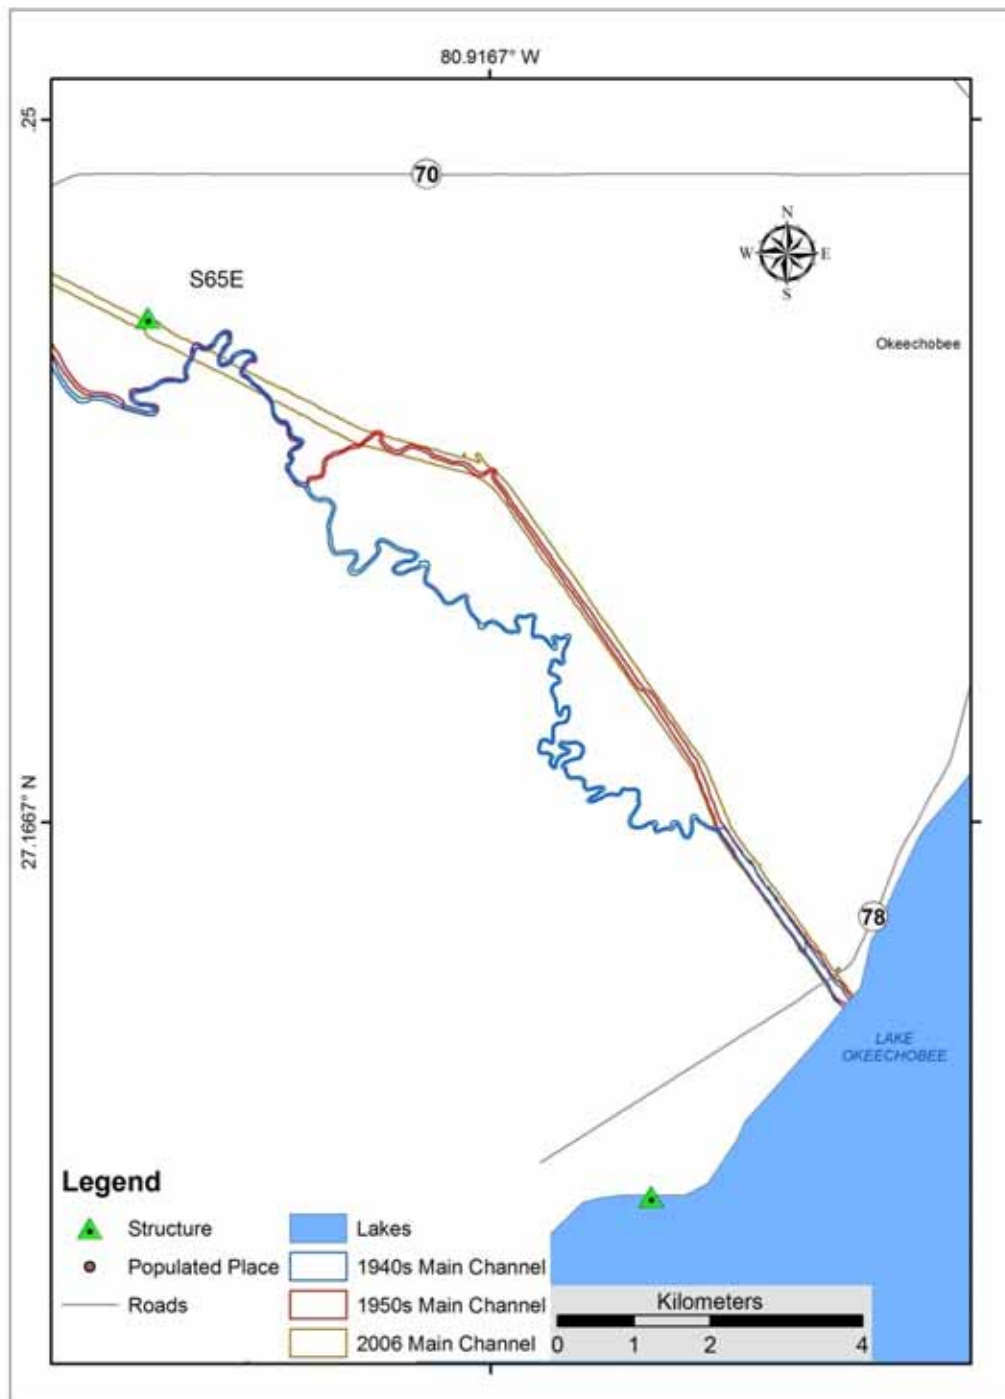 80.9167° W
.25
70
N
W E
S
S65E
Okeechobee
27.1667° N
78
LAKE
OKEECHOBEE
Legend
Structure
Populated Place
Roads
Lakes
1940s Main Channel
1950s Main Channel
2006 Main Channel
Kilometers
0 1 2 4